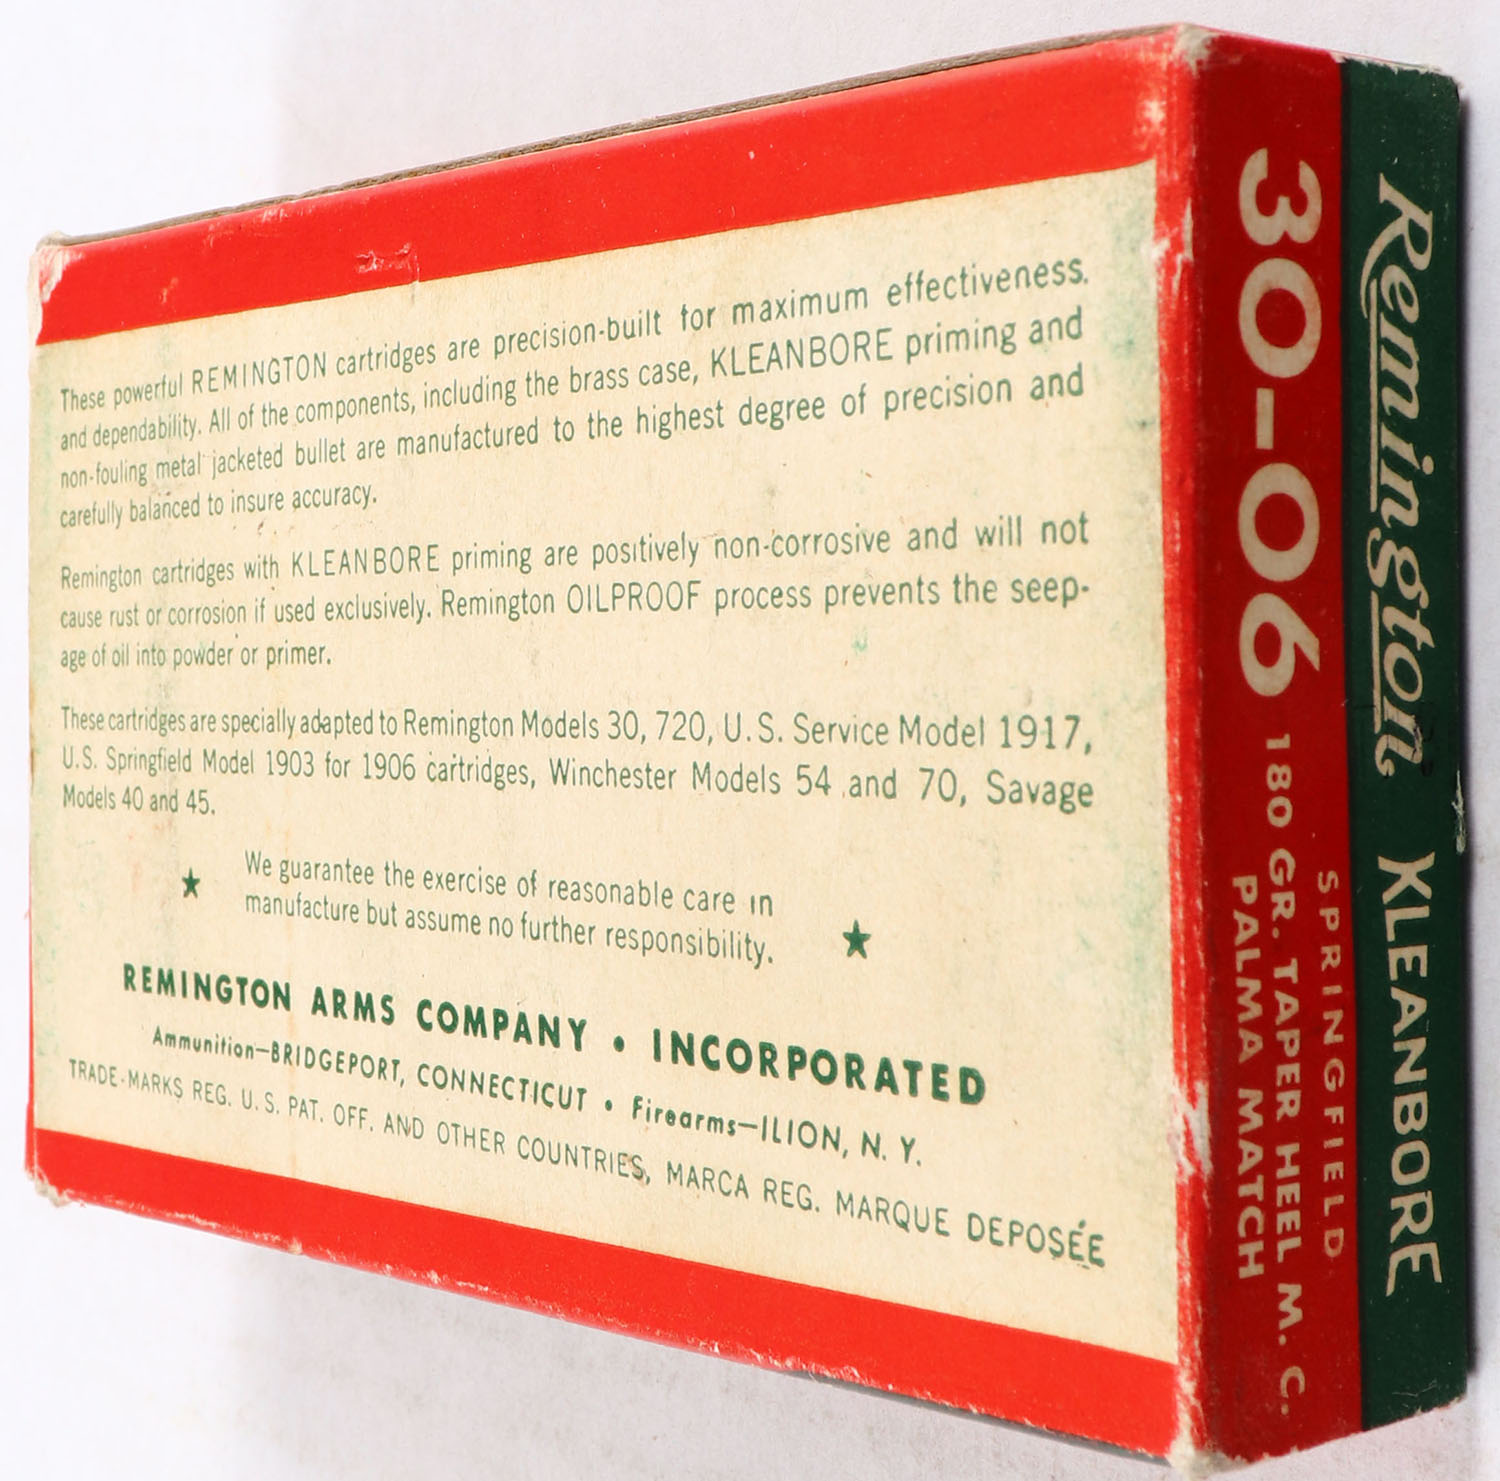 These powerful REMINGTON cartridges are precision-built for maximum effectiveness.
and dependability. All of the components, including the brass case, KLEANBORE priming and
non-fouling metal jacketed bullet are manufactured to the highest degree of precision and
carefully balanced to insure accuracy.
Remington cartridges with KLEANBORE priming are positively non-corrosive and will not
cause rust or corrosion if used exclusively. Remington OILPROOF process prevents the seep-
age of oil into powder or primer.
These cartridges are specially adapted to Remington Models 30, 720, U.S. Service Model 1917,
U.S. Springfield Model 1903 for 1906 cartridges, Winchester Models 54 and 70, Savage
Models 40 and 45.
★ We guarantee the exercise of reasonable care in
manufacture but assume no further responsibility. ★
REMINGTON ARMS COMPANY • INCORPORATED
Ammunition—BRIDGEPORT, CONNECTICUT • Firearms—ILION, N. Y.
TRADE-MARKS REG. U. S. PAT. OFF. AND OTHER COUNTRIES, MARCA REG. MARQUE DEPOSÉE
Remington KLEANBORE
30-06 SPRINGFIELD
180 GR. TAPER HEEL M. C.
PALMA MATCH